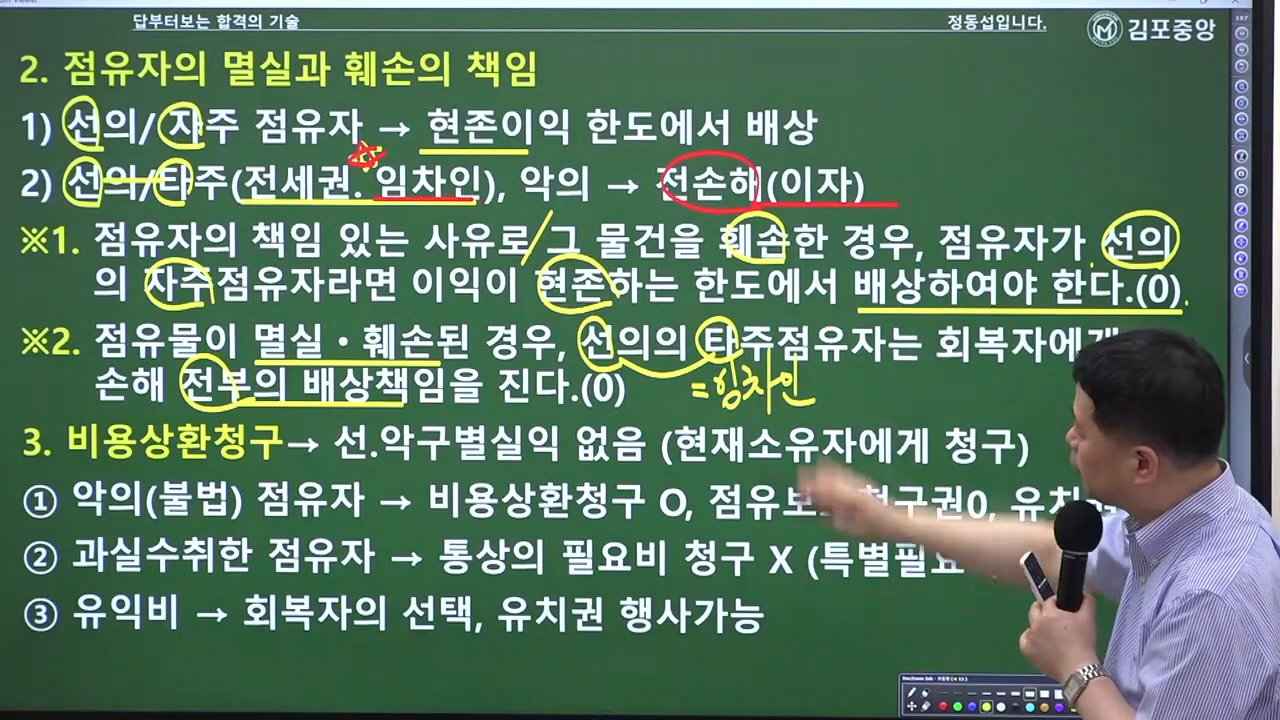 답부터보는 합격의 기술
정동섭입니다.
김포중앙
2. 점유자의 멸실과 훼손의 책임
1) 선의/자주 점유자 → 현존이익 한도에서 배상
2) 선의/타주(전세권. 임차인), 악의 → 전손해(이자)
※1. 점유자의 책임 있는 사유로 그 물건을 훼손한 경우, 점유자가 선의
의 자주점유자라면 이익이 현존하는 한도에서 배상하여야 한다.(0)
※2. 점유물이 멸실・훼손된 경우, 선의의 타주점유자는 회복자에게
손해 전부의 배상책임을 진다.(0)
=임차인
3. 비용상환청구→ 선.악구별실익 없음 (현재소유자에게 청구)
① 악의(불법) 점유자 → 비용상환청구 O, 점유보호청구권0, 유치
② 과실수취한 점유자 → 통상의 필요비 청구 X (특별필요
③ 유익비 → 회복자의 선택, 유치권 행사가능